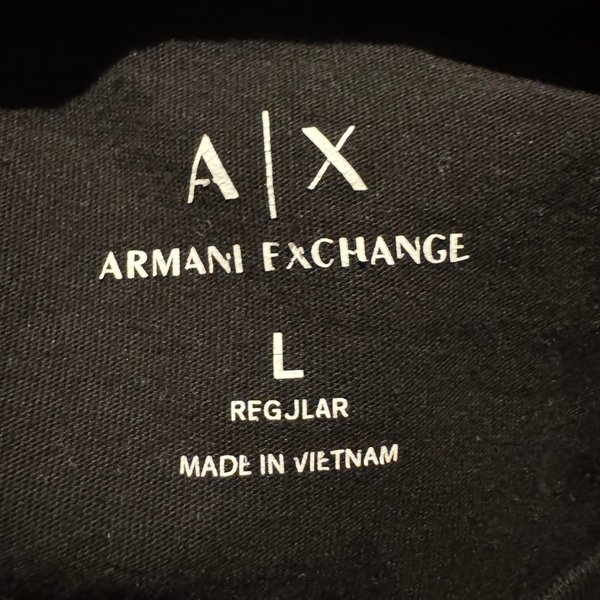 A|X
ARMANI EXCHANGE
L
REGJLAR
MADE IN VIETNAM